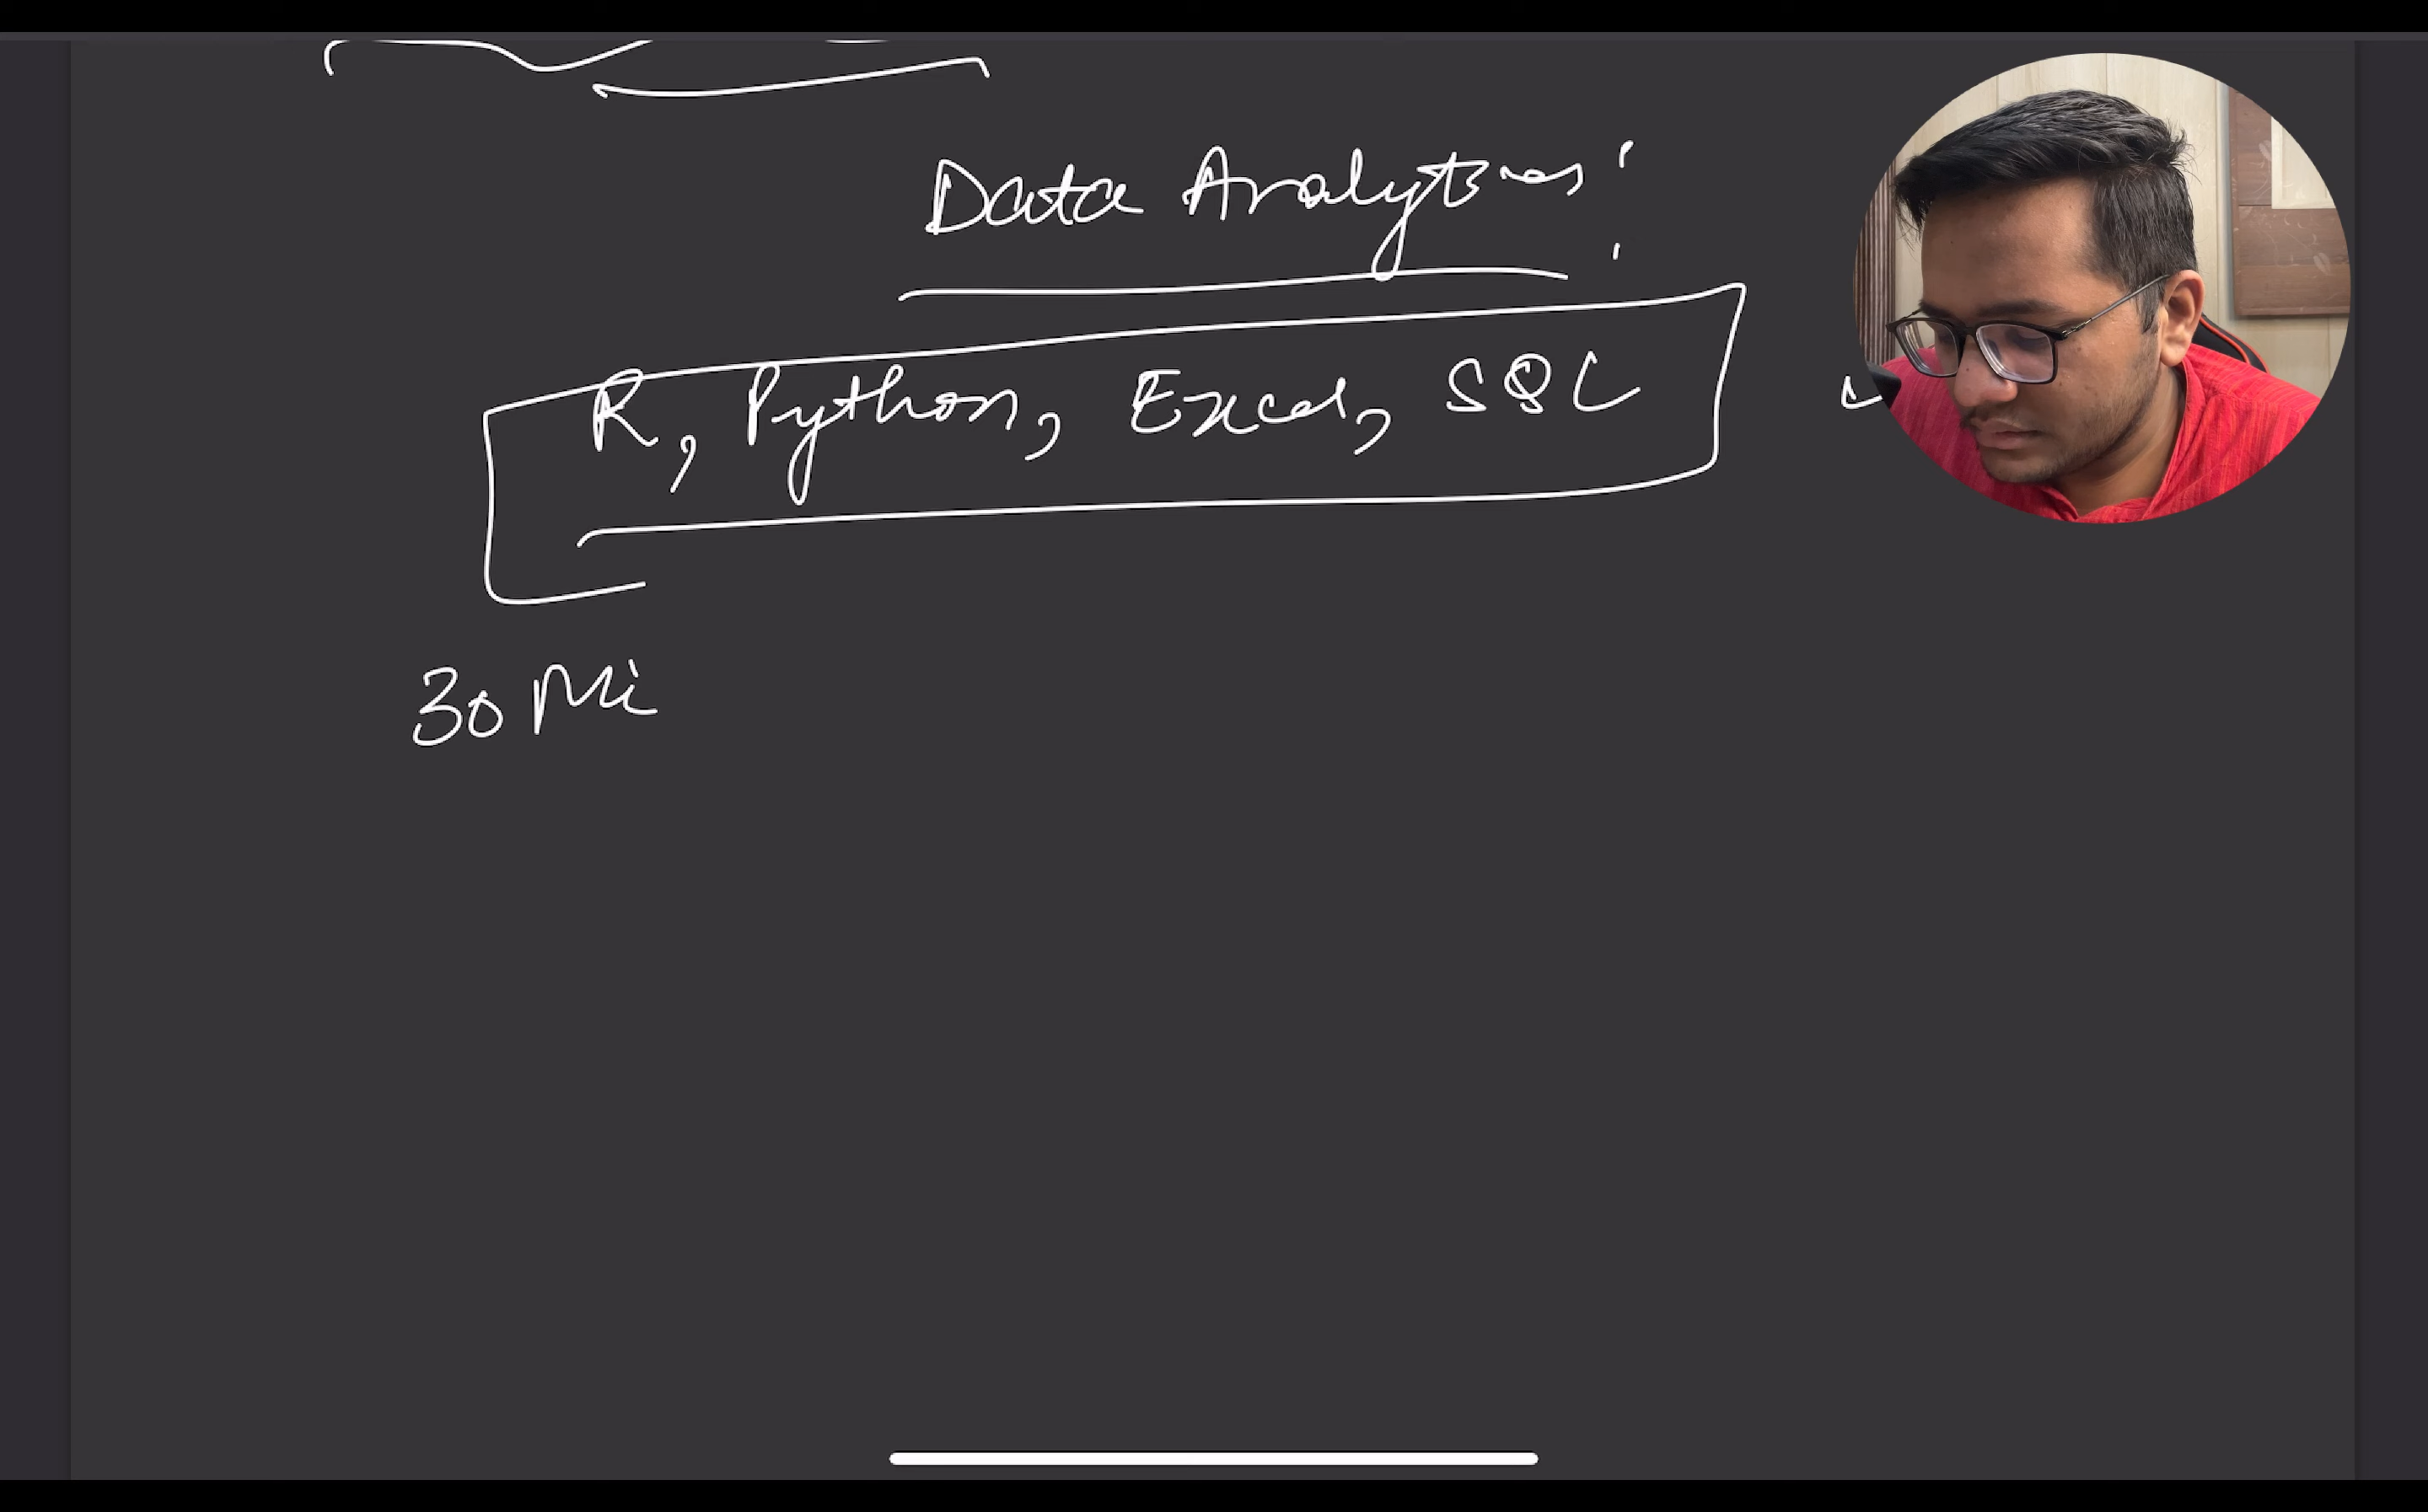 Data Analytics :
R, Python, Excel, SQL
30 Mi